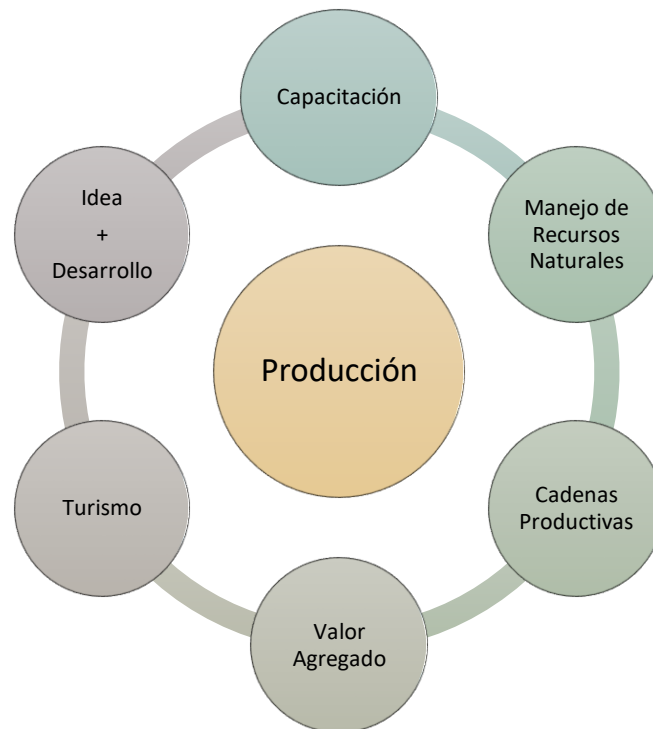 Capacitación
Idea
+
Desarrollo
Manejo de
Recursos
Naturales
Producción
Turismo
Cadenas
Productivas
Valor
Agregado